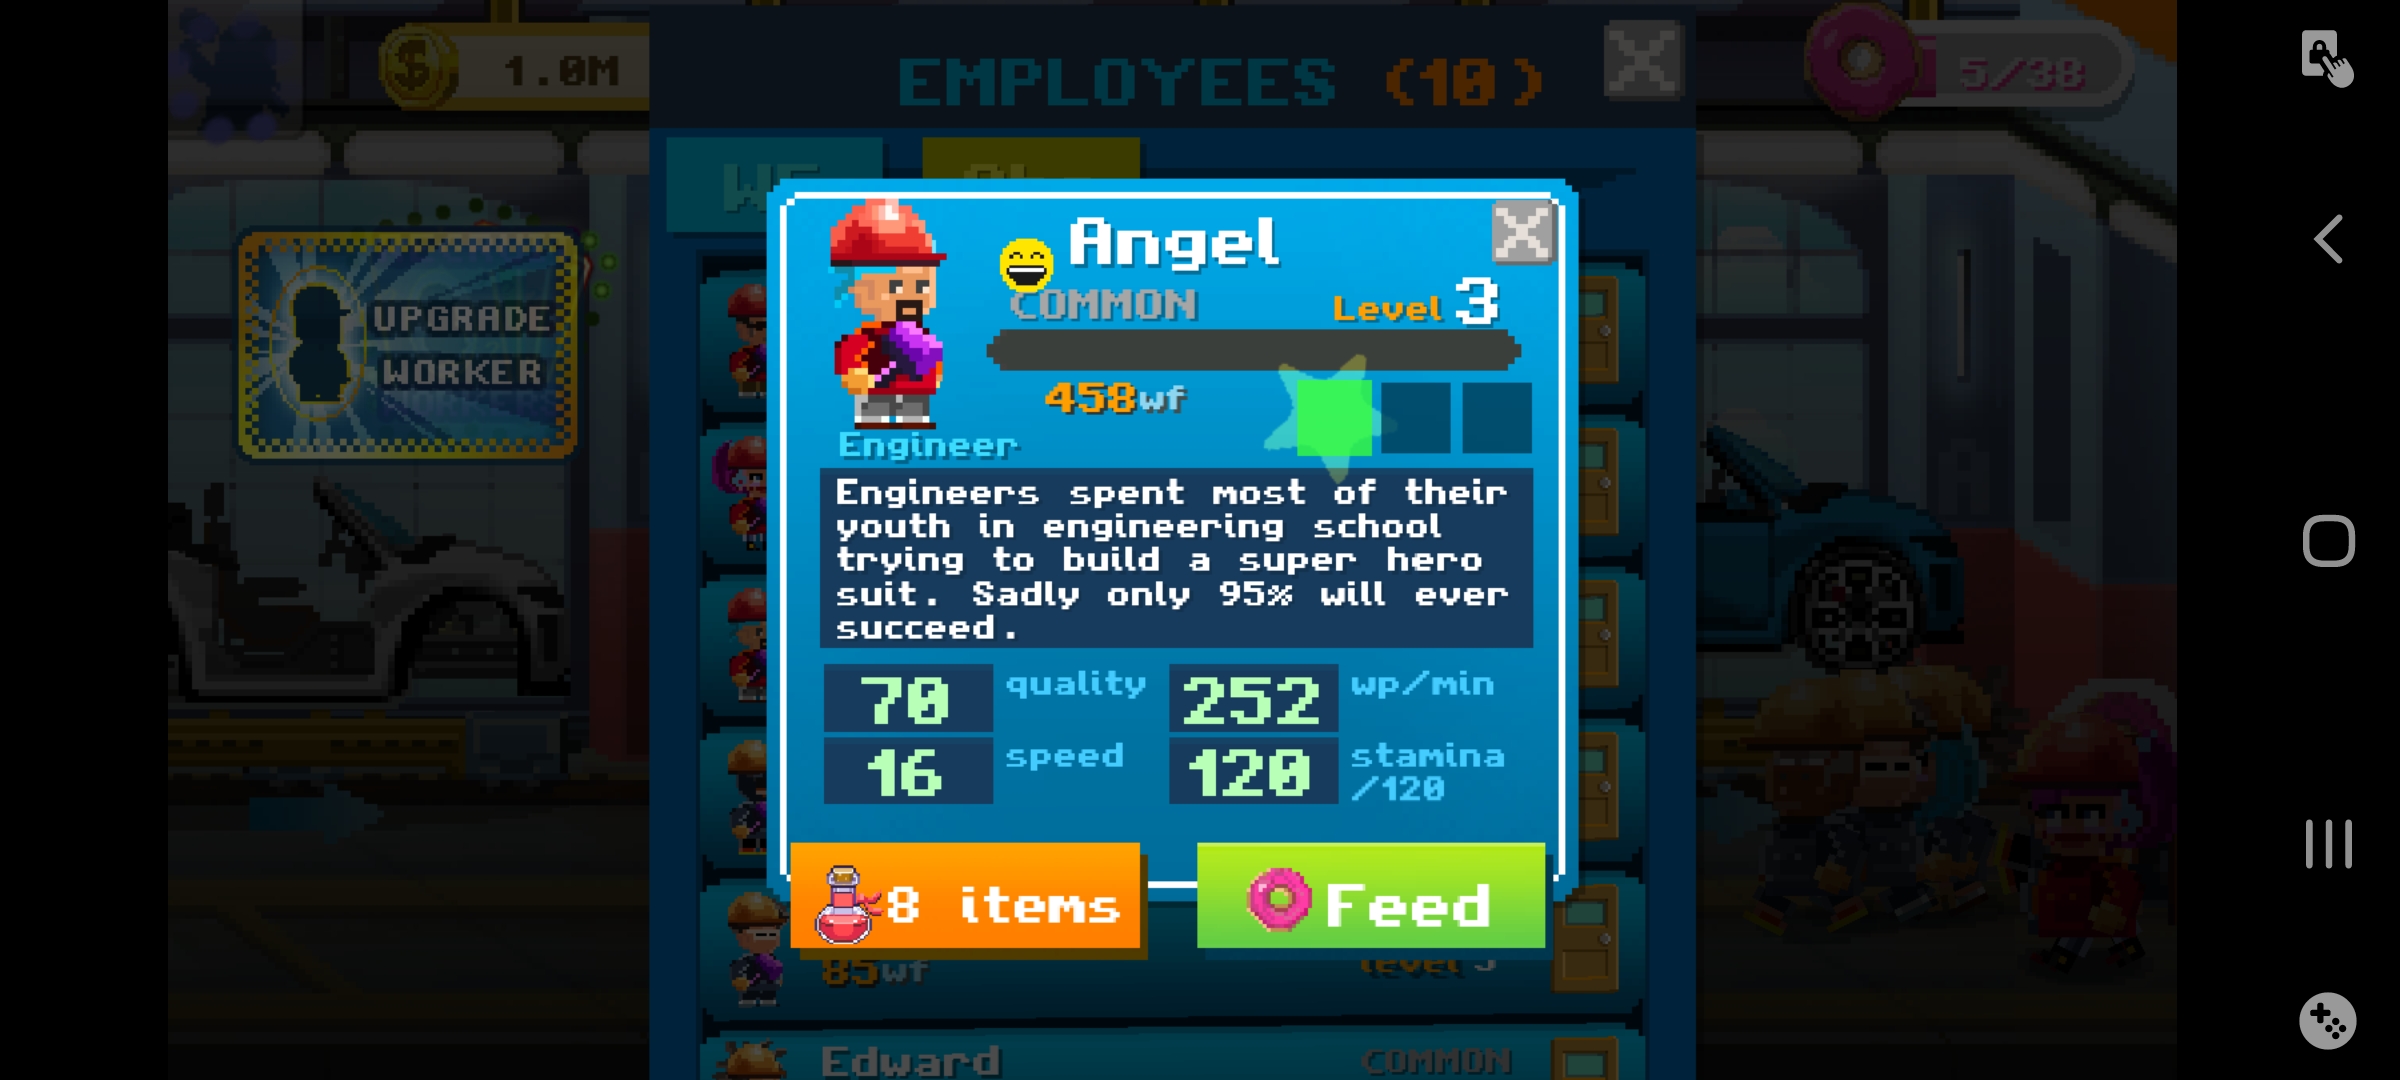 1.0M
EMPLOYEES (10)
5/38
UPGRADE
WORKER
Angel
COMMON
Level 3
458wf
Engineer
Engineers spent most of their
youth in engineering school
trying to build a super hero
suit. Sadly only 95% will ever
succeed.
70 quality
252 wp/min
16 speed
120 stamina
/120
8 items
Feed
85wf
level
Edward
COMMON